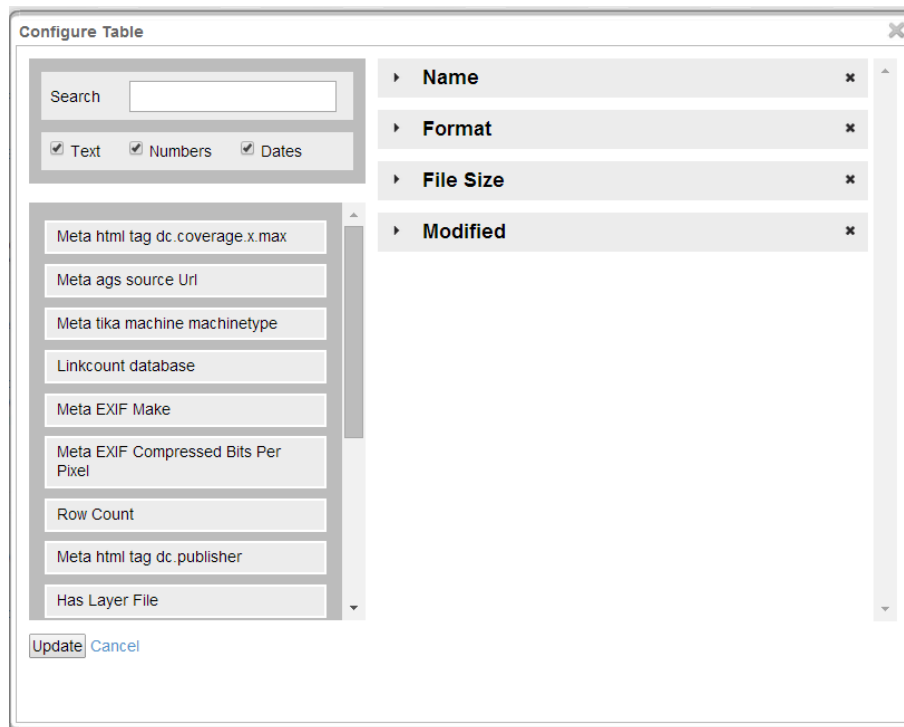 Configure Table
Search
Text Numbers Dates
Meta html tag dc.coverage.x.max
Meta ags source Url
Meta tika machine machinetype
Linkcount database
Meta EXIF Make
Meta EXIF Compressed Bits Per
Pixel
Row Count
Meta html tag dc.publisher
Has Layer File
Name
Format
File Size
Modified
Update Cancel